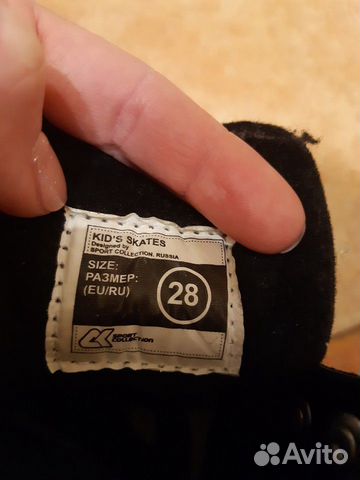 KID'S SKATES
Designed by
SPORT COLLECTION, RUSSIA
SIZE:
РАЗМЕР:
(EU/RU)
28
SPORT
COLLECTION
Avito